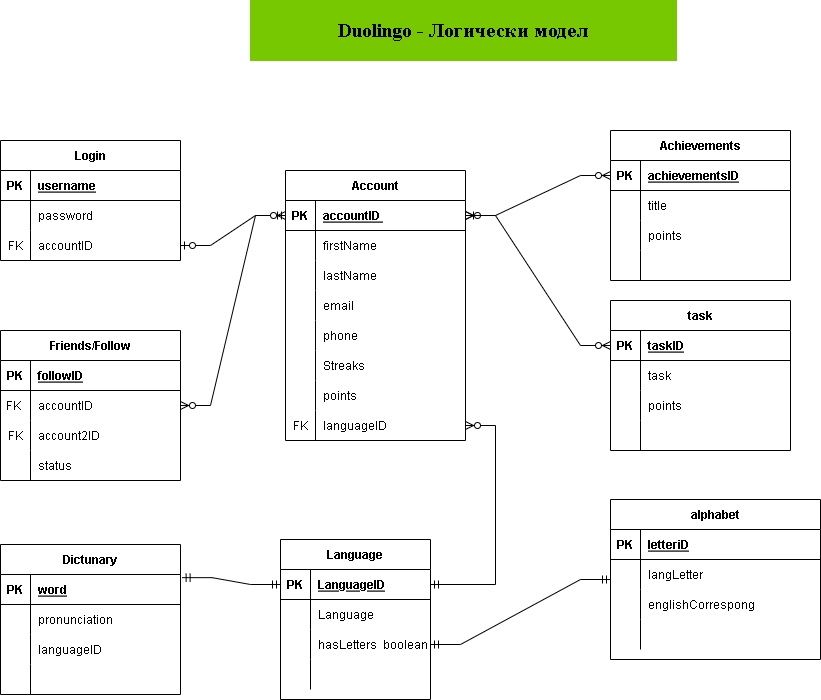 Duolingo - Логически модел
Login
PK username
password
FK accountID
Friends/Follow
PK followID
FK accountID
FK account2ID
status
Dictunary
PK word
pronunciation
languageID
Account
PK accountID
firstName
lastName
email
phone
Streaks
points
FK languageID
Language
PK LanguageID
Language
hasLetters boolean
Achievements
PK achievementsID
title
points
task
PK taskID
task
points
alphabet
PK letteriD
langLetter
englishCorrespong